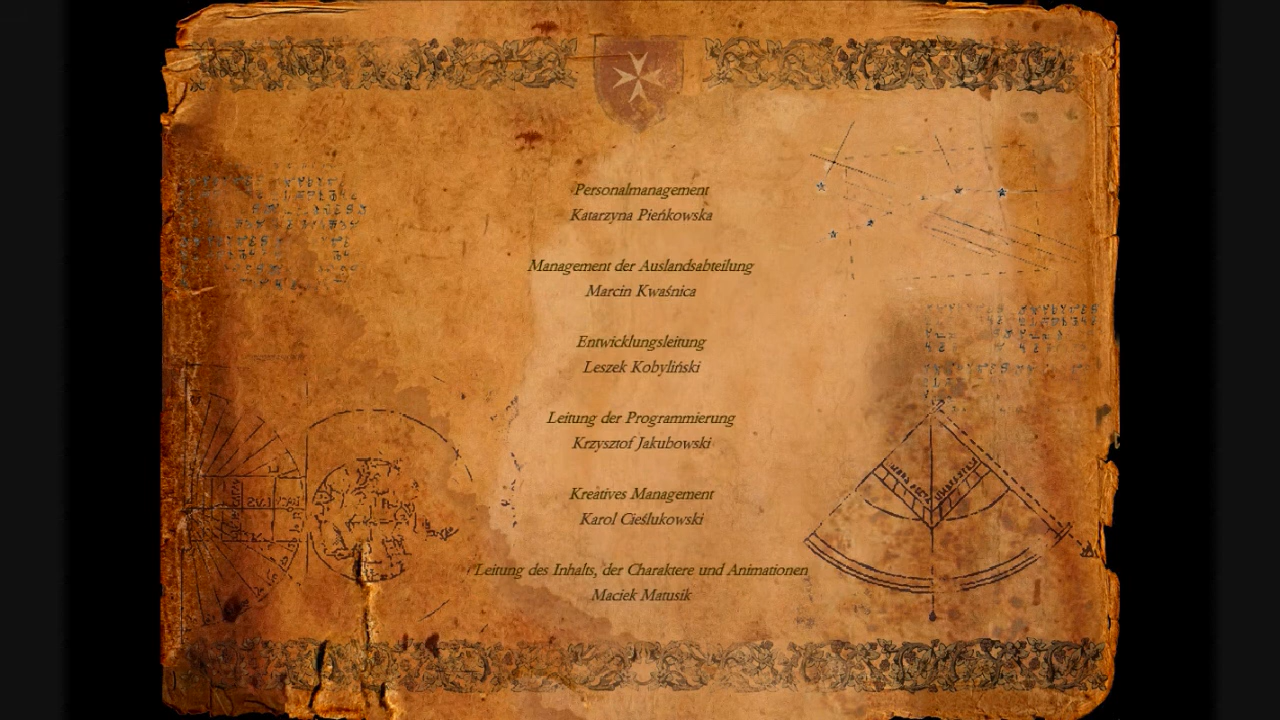 Personalmanagement
Katarzyna Pieńkowska
Management der Auslandsabteilung
Marcin Kwaśnica
Entwicklungsleitung
Leszek Kobyliński
Leitung der Programmierung
Krzysztof Jakubowski
Kreatives Management
Karol Cieślukowski
Leitung des Inhalts, der Charaktere und Animationen
Maciek Matusik